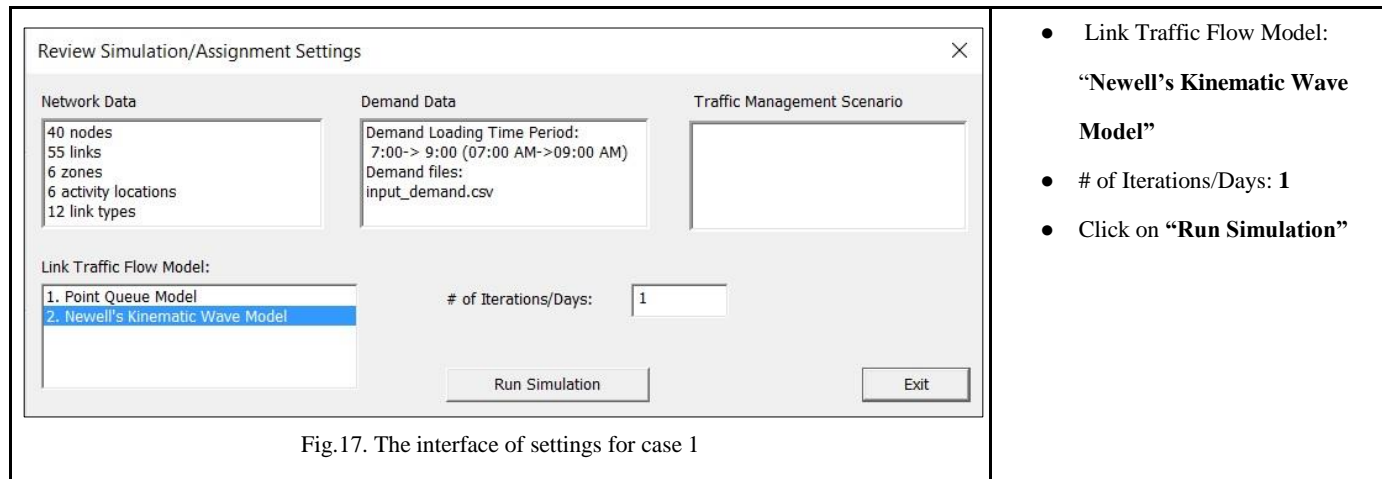 Review Simulation/Assignment Settings
Network Data
40 nodes
55 links
6 zones
6 activity locations
12 link types
Demand Data
Demand Loading Time Period:
7:00-> 9:00 (07:00 AM->09:00 AM)
Demand files:
input_demand.csv
Traffic Management Scenario
Link Traffic Flow Model:
1. Point Queue Model
2. Newell's Kinematic Wave Model
# of Iterations/Days: 1
Run Simulation
Exit
Fig.17. The interface of settings for case 1
● Link Traffic Flow Model:
“Newell’s Kinematic Wave
Model”
● # of Iterations/Days: 1
● Click on “Run Simulation”